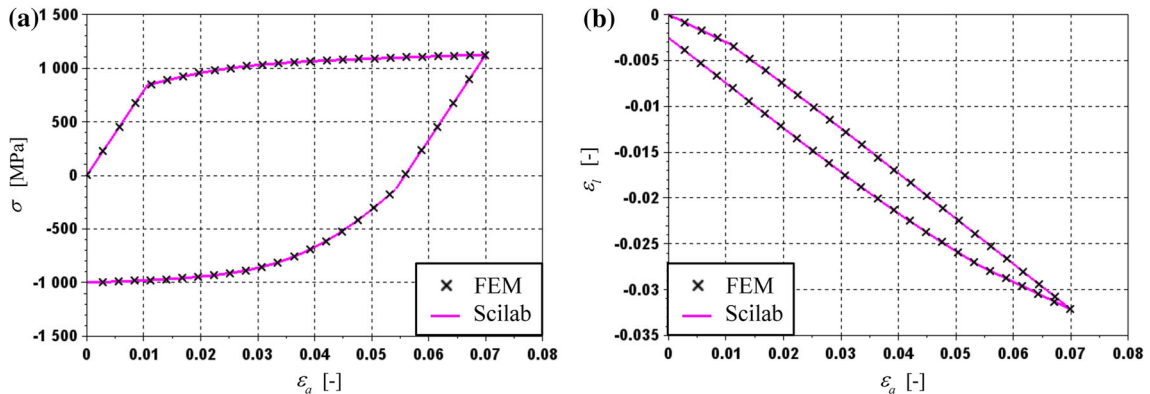 (a)
1 500
1 000
500
0
-500
-1 000
-1 500
σ [MPa]
0 0.01 0.02 0.03 0.04 0.05 0.06 0.07 0.08
εa [-]
FEM
Scilab
(b)
0
-0.005
-0.01
-0.015
-0.02
-0.025
-0.03
-0.035
εl [-]
0 0.01 0.02 0.03 0.04 0.05 0.06 0.07 0.08
εa [-]
FEM
Scilab